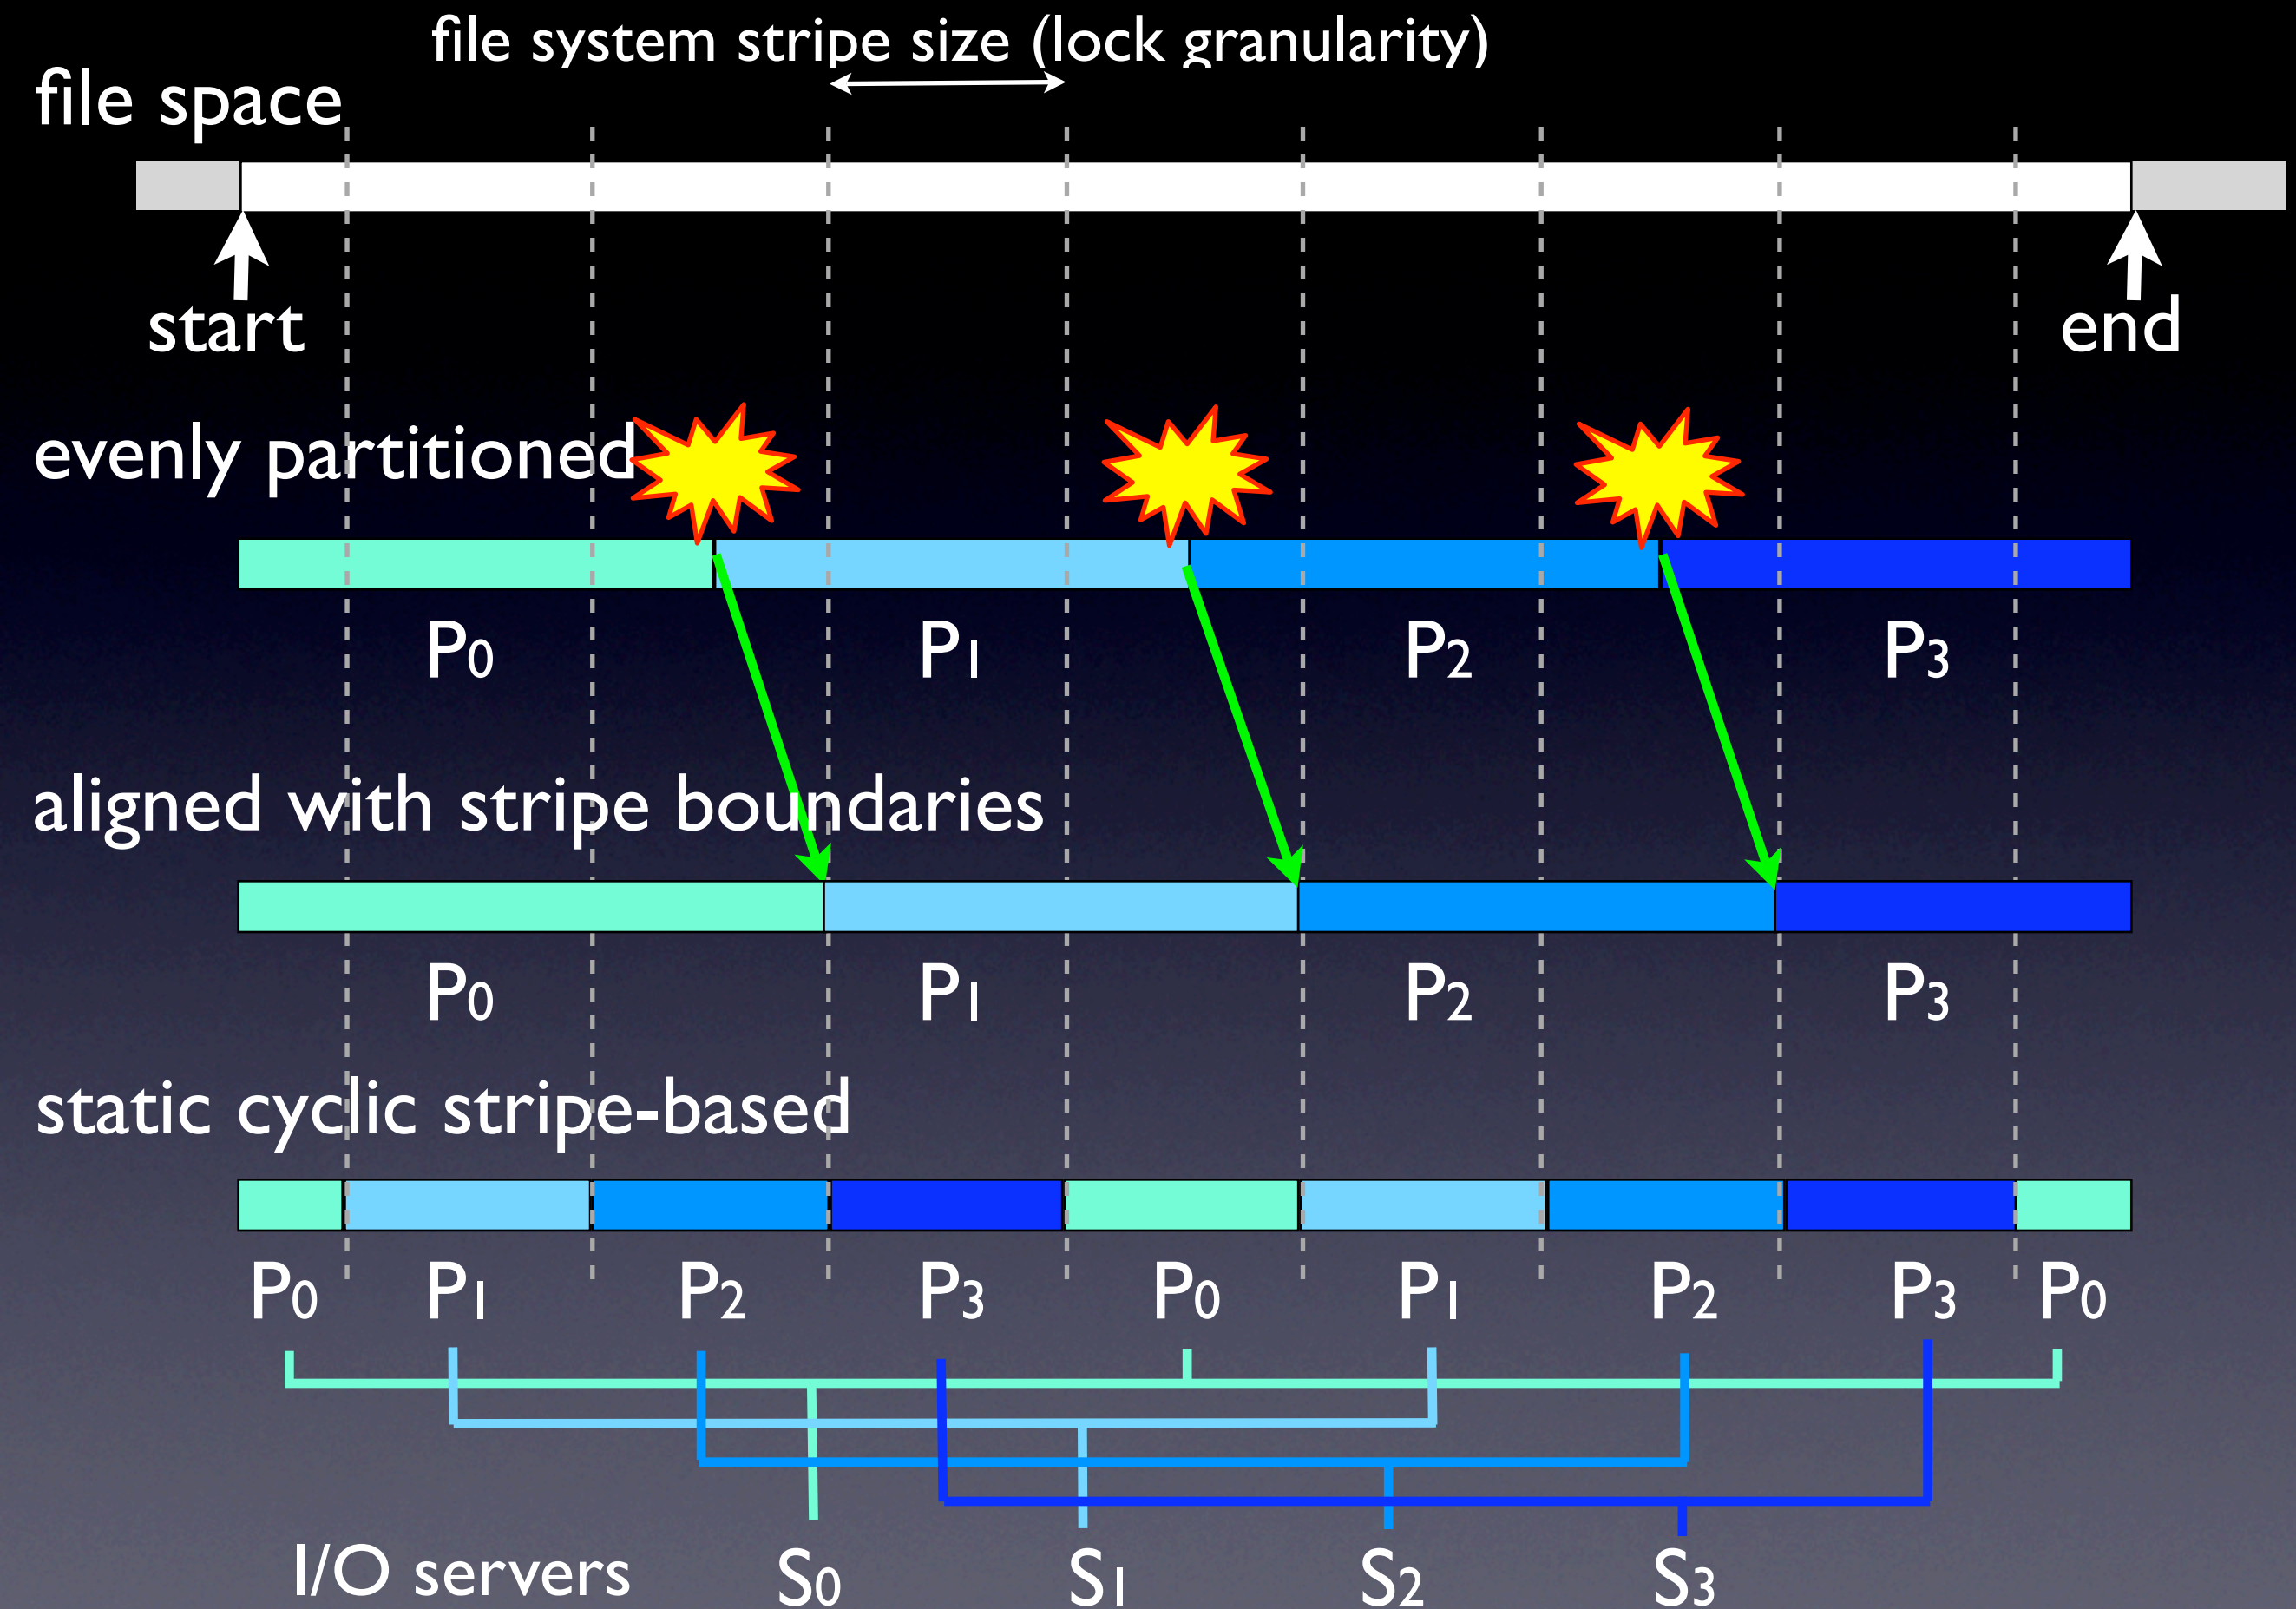 file system stripe size (lock granularity)
file space
start
end
evenly partitioned
P0 P1 P2 P3
aligned with stripe boundaries
P0 P1 P2 P3
static cyclic stripe-based
P0 P1 P2 P3 P0 P1 P2 P3 P0
I/O servers S0 S1 S2 S3